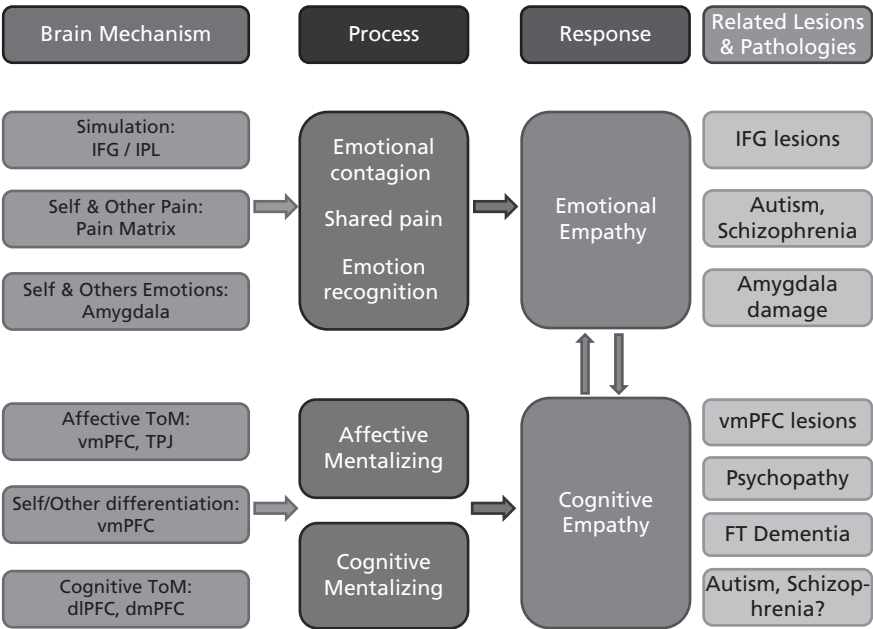 Brain Mechanism
Process
Response
Related Lesions
& Pathologies
Simulation:
IFG / IPL
Self & Other Pain:
Pain Matrix
Self & Others Emotions:
Amygdala
Emotional
contagion
Shared pain
Emotion
recognition
Emotional
Empathy
IFG lesions
Autism,
Schizophrenia
Amygdala
damage
Affective ToM:
vmPFC, TPJ
Self/Other differentiation:
vmPFC
Cognitive ToM:
dlPFC, dmPFC
Affective
Mentalizing
Cognitive
Mentalizing
Cognitive
Empathy
vmPFC lesions
Psychopathy
FT Dementia
Autism, Schizop-
hrenia?